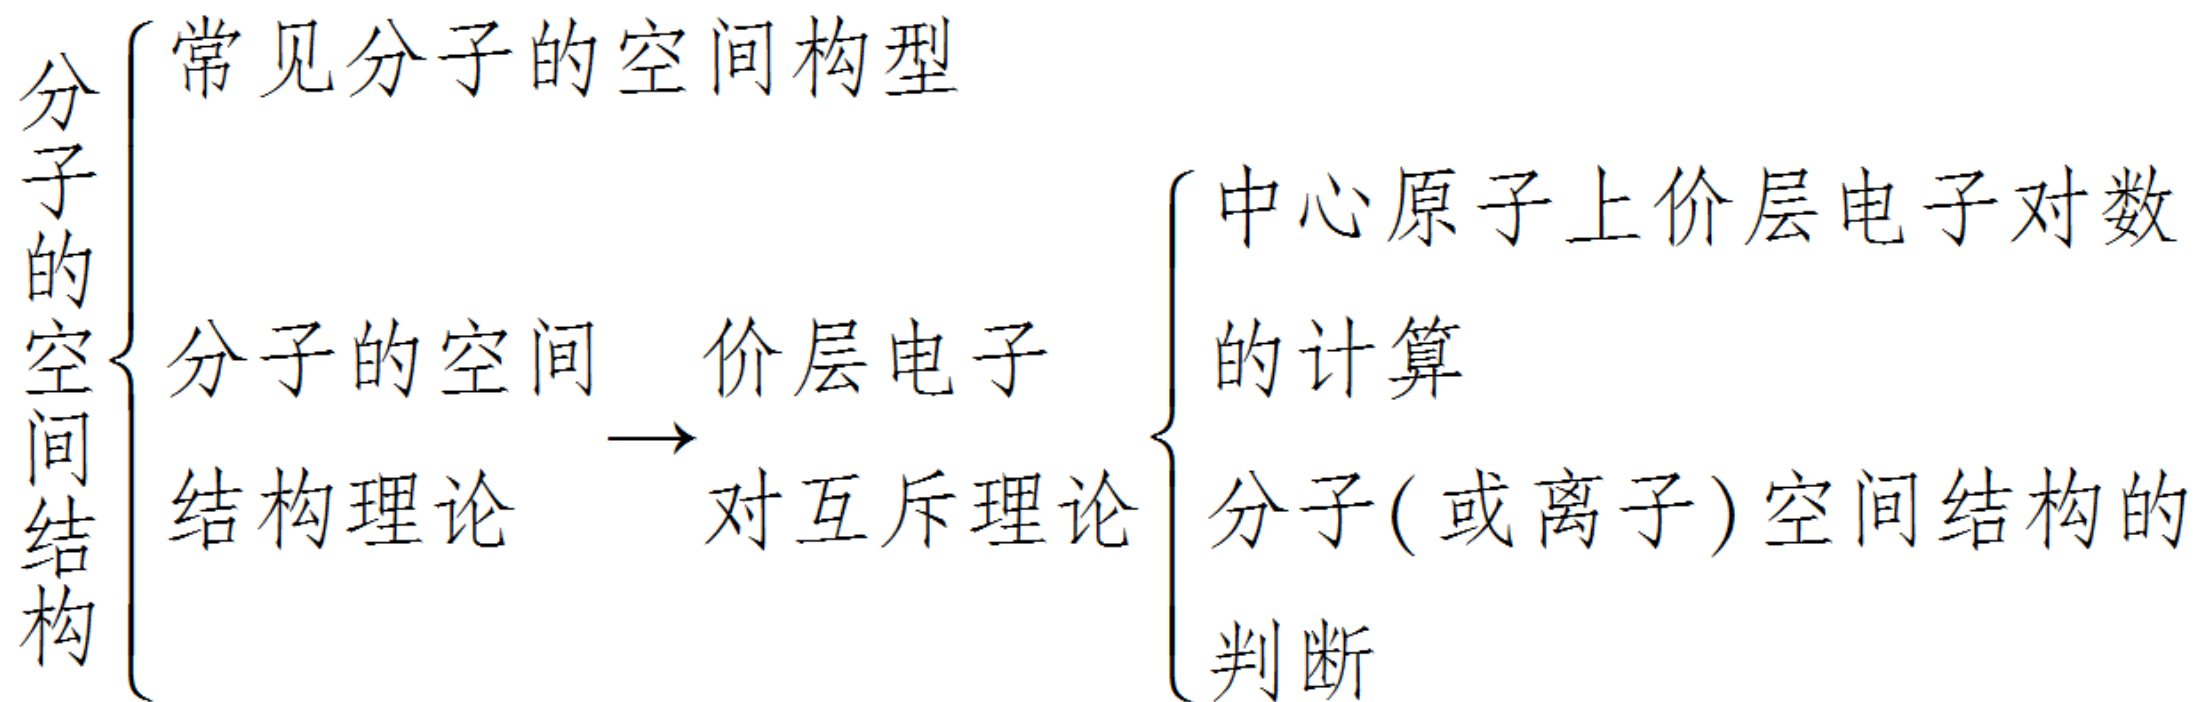 分子的空间结构
常见分子的空间构型
分子的空间
结构理论
→
价层电子
对互斥理论
中心原子上价层电子对数
的计算
分子(或离子)空间结构的
判断